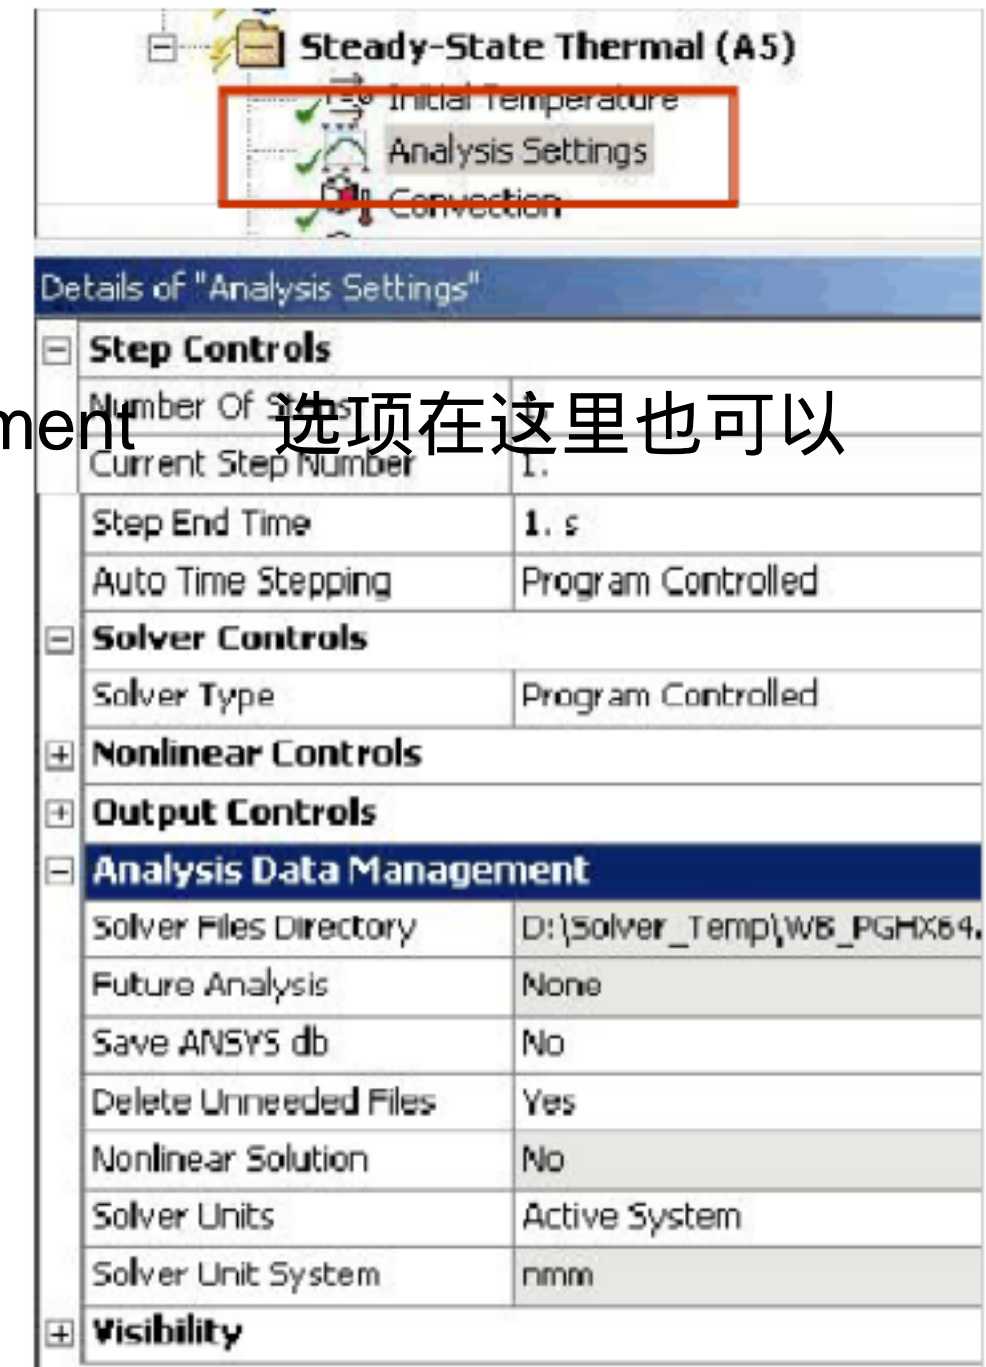 Steady-State Thermal (A5)
Initial Temperature
Analysis Settings
Convection
Details of "Analysis Settings"
Step Controls
Number Of Steps
ment 选项在这里也可以
Current Step Number 1.
Step End Time 1. s
Auto Time Stepping Program Controlled
Solver Controls
Solver Type Program Controlled
Nonlinear Controls
Output Controls
Analysis Data Management
Solver Files Directory D:\Solver_Temp\WB_PGHX64.
Future Analysis None
Save ANSYS db No
Delete Unneeded Files Yes
Nonlinear Solution No
Solver Units Active System
Solver Unit System nmm
Visibility